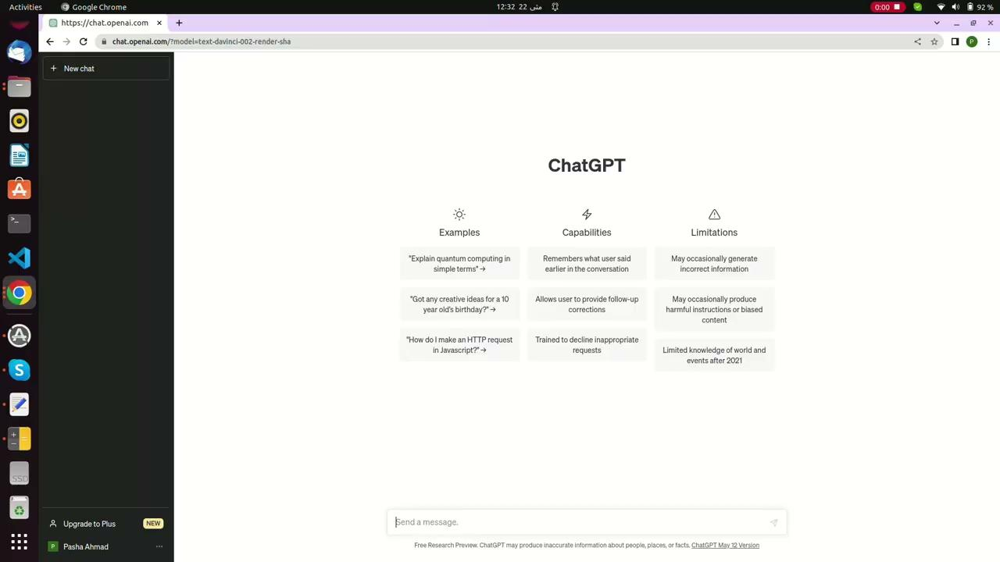 Activities Google Chrome 12:32 22 مئی 0:00 92 %
https://chat.openai.com
chat.openai.com/?model=text-davinci-002-render-sha P
New chat
ChatGPT
Examples
"Explain quantum computing in
simple terms" →
"Got any creative ideas for a 10
year old's birthday?" →
"How do I make an HTTP request
in Javascript?" →
Capabilities
Remembers what user said
earlier in the conversation
Allows user to provide follow-up
corrections
Trained to decline inappropriate
requests
Limitations
May occasionally generate
incorrect information
May occasionally produce
harmful instructions or biased
content
Limited knowledge of world and
events after 2021
SSD
Upgrade to Plus NEW
P Pasha Ahmad
Send a message.
Free Research Preview. ChatGPT may produce inaccurate information about people, places, or facts. ChatGPT May 12 Version